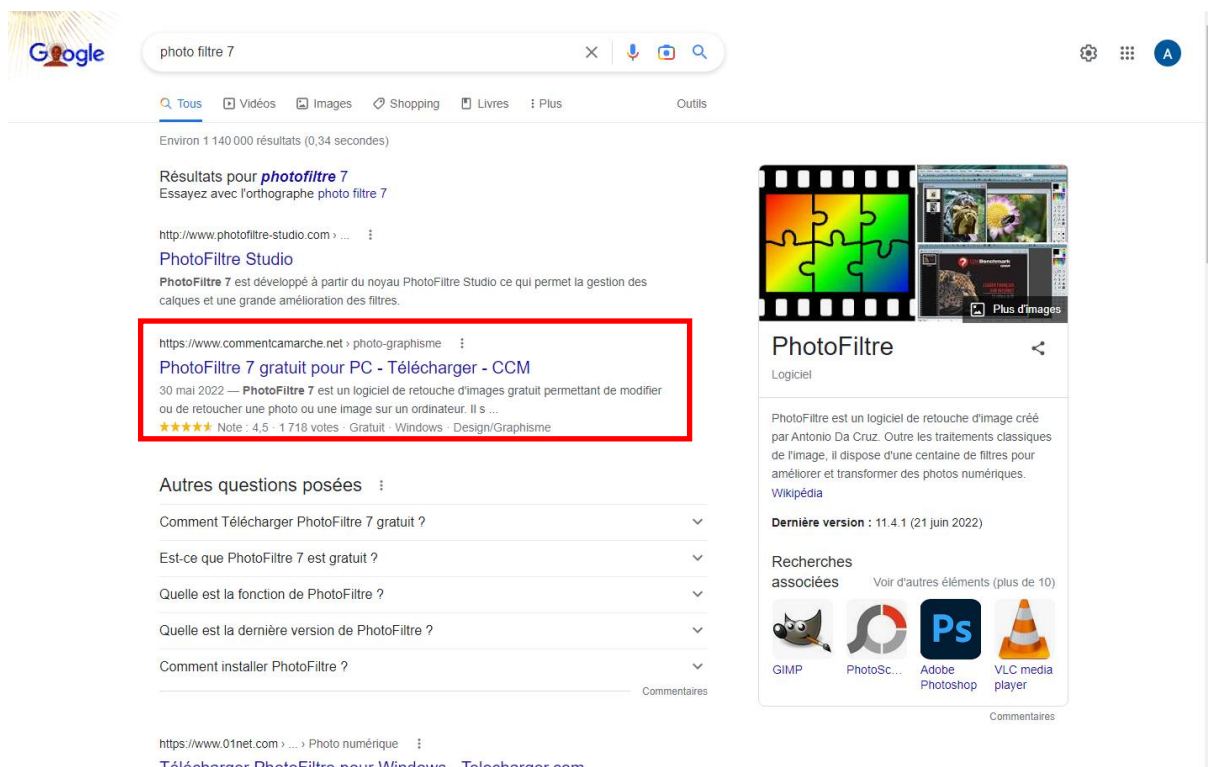 Google
photo filtre 7
A
Tous Vidéos Images Shopping Livres Plus Outils
Environ 1 140 000 résultats (0,34 secondes)
Résultats pour photofiltre 7
Essayez avec l'orthographe photo filtre 7
http://www.photofiltre-studio.com › ...
PhotoFiltre Studio
PhotoFiltre 7 est développé à partir du noyau PhotoFiltre Studio ce qui permet la gestion des
calques et une grande amélioration des filtres.
https://www.commentcamarche.net › photo-graphisme
PhotoFiltre 7 gratuit pour PC - Télécharger - CCM
30 mai 2022 — PhotoFiltre 7 est un logiciel de retouche d'images gratuit permettant de modifier
ou de retoucher une photo ou une image sur un ordinateur. Il s ...
Note : 4,5 · 1 718 votes · Gratuit · Windows · Design/Graphisme
Autres questions posées
Comment Télécharger PhotoFiltre 7 gratuit ?
Est-ce que PhotoFiltre 7 est gratuit ?
Quelle est la fonction de PhotoFiltre ?
Quelle est la dernière version de PhotoFiltre ?
Comment installer PhotoFiltre ?
Commentaires
https://www.01net.com › ... › Photo numérique
Télécharger PhotoFiltre pour Windows - Telecharger.com
Plus d'images
PhotoFiltre
Logiciel
PhotoFiltre est un logiciel de retouche d'image créé
par Antonio Da Cruz. Outre les traitements classiques
de l'image, il dispose d'une centaine de filtres pour
améliorer et transformer des photos numériques.
Wikipédia
Dernière version : 11.4.1 (21 juin 2022)
Recherches
associées Voir d'autres éléments (plus de 10)
Ps
GIMP PhotoSc... Adobe VLC media
Photoshop player
Commentaires